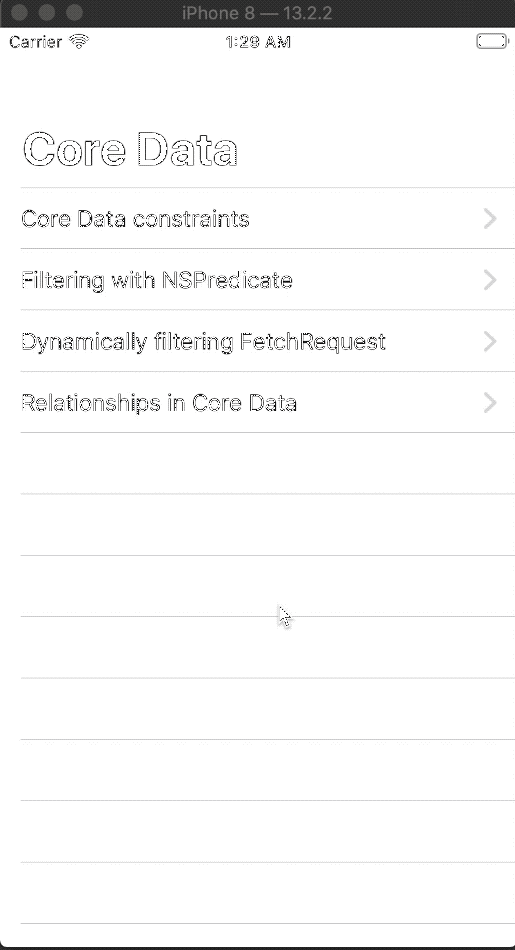 iPhone 8 — 13.2.2
Carrier 1:29 AM
Core Data
Core Data constraints
Filtering with NSPredicate
Dynamically filtering FetchRequest
Relationships in Core Data